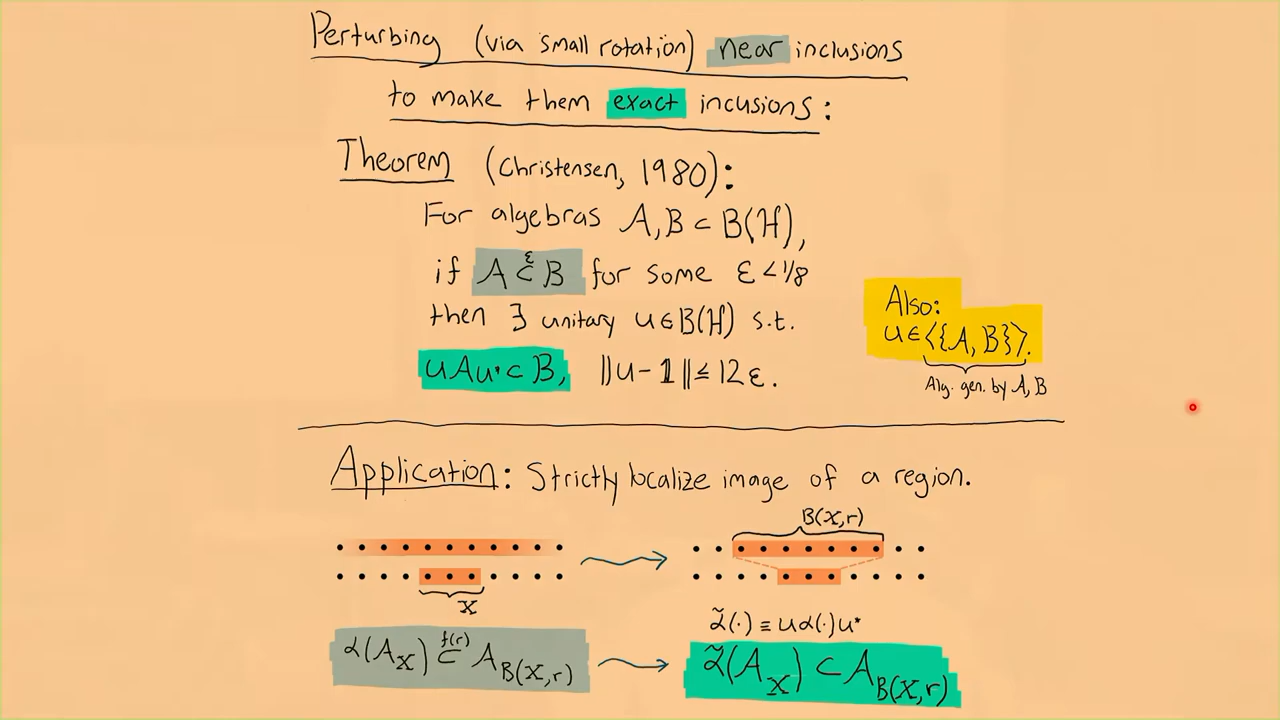 Perturbing (via small rotation) near inclusions
to make them exact incusions:
Theorem (Christensen, 1980):
For algebras A, B ⊂ B(H),
if A ⊂^ε B for some ε < 1/8
then ∃ unitary u ∈ B(H) s.t.
uAu* ⊂ B, ‖u - 1‖ ≤ 12ε.
Also:
u ∈ ⟨{A, B}⟩.
Alg. gen. by A, B
Application: Strictly localize image of a region.
B(X,r)
X
α̃(·) ≡ uα(·)u*
α(A_X) ⊂^f(r) A_B(X,r)
α̃(A_X) ⊂ A_B(X,r)